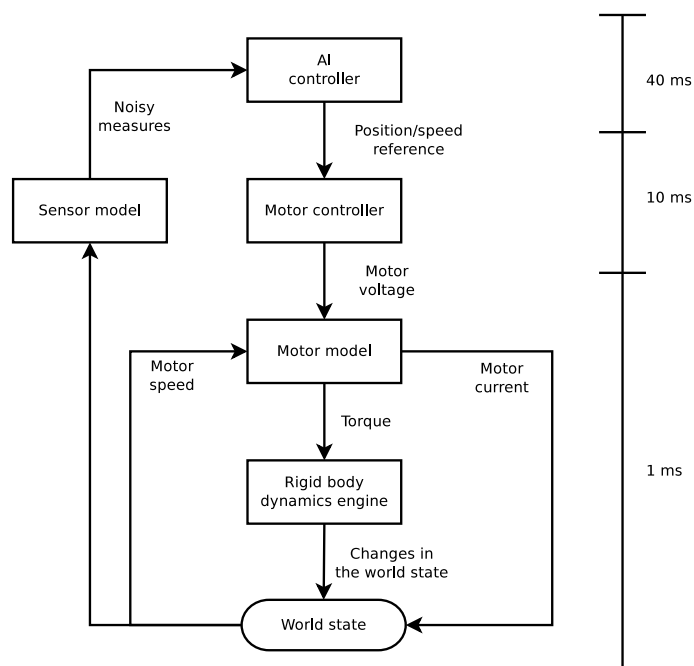 AI
controller
40 ms
Noisy
measures
Position/speed
reference
Sensor model
Motor controller
10 ms
Motor
voltage
Motor model
Motor
speed
Motor
current
Torque
1 ms
Rigid body
dynamics engine
Changes in
the world state
World state